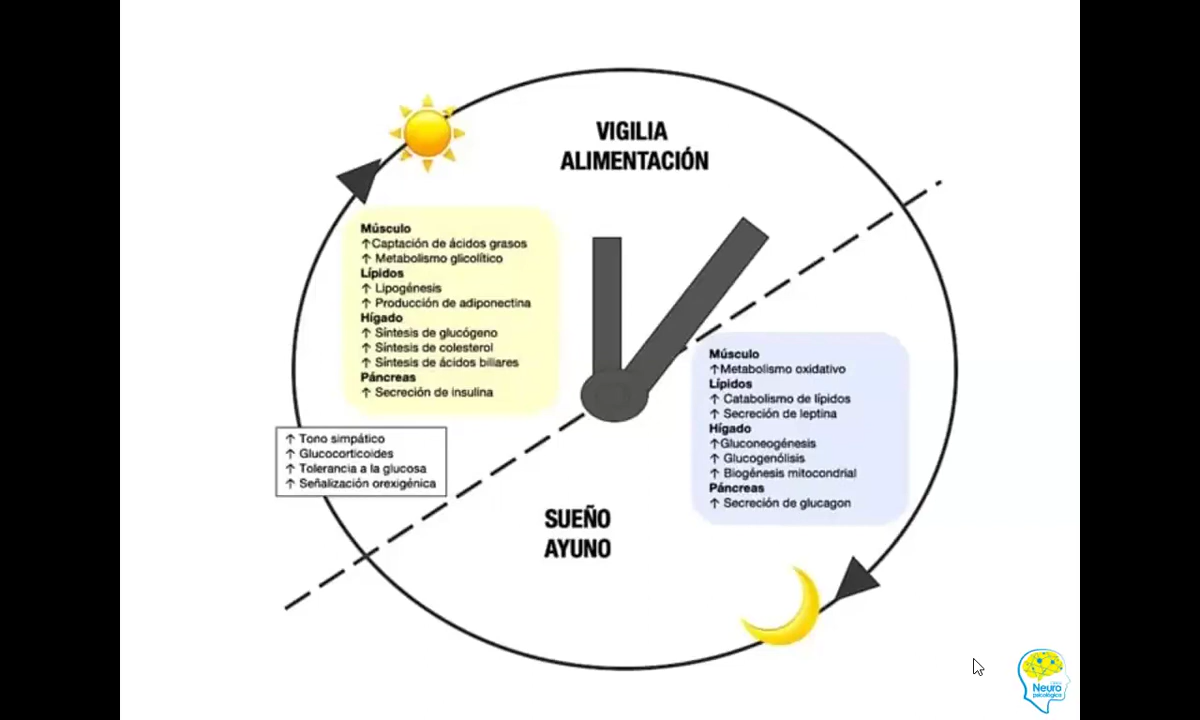 VIGILIA
ALIMENTACIÓN
Músculo
↑Captación de ácidos grasos
↑ Metabolismo glicolítico
Lípidos
↑ Lipogénesis
↑ Producción de adiponectina
Hígado
↑ Síntesis de glucógeno
↑ Síntesis de colesterol
↑ Síntesis de ácidos biliares
Páncreas
↑ Secreción de insulina
↑ Tono simpático
↑ Glucocorticoides
↑ Tolerancia a la glucosa
↑ Señalización orexigénica
Músculo
↑Metabolismo oxidativo
Lípidos
↑ Catabolismo de lípidos
↑ Secreción de leptina
Hígado
↑Gluconeogénesis
↑ Glucogenólisis
↑ Biogénesis mitocondrial
Páncreas
↑ Secreción de glucagon
SUEÑO
AYUNO
Neuro
psicológica